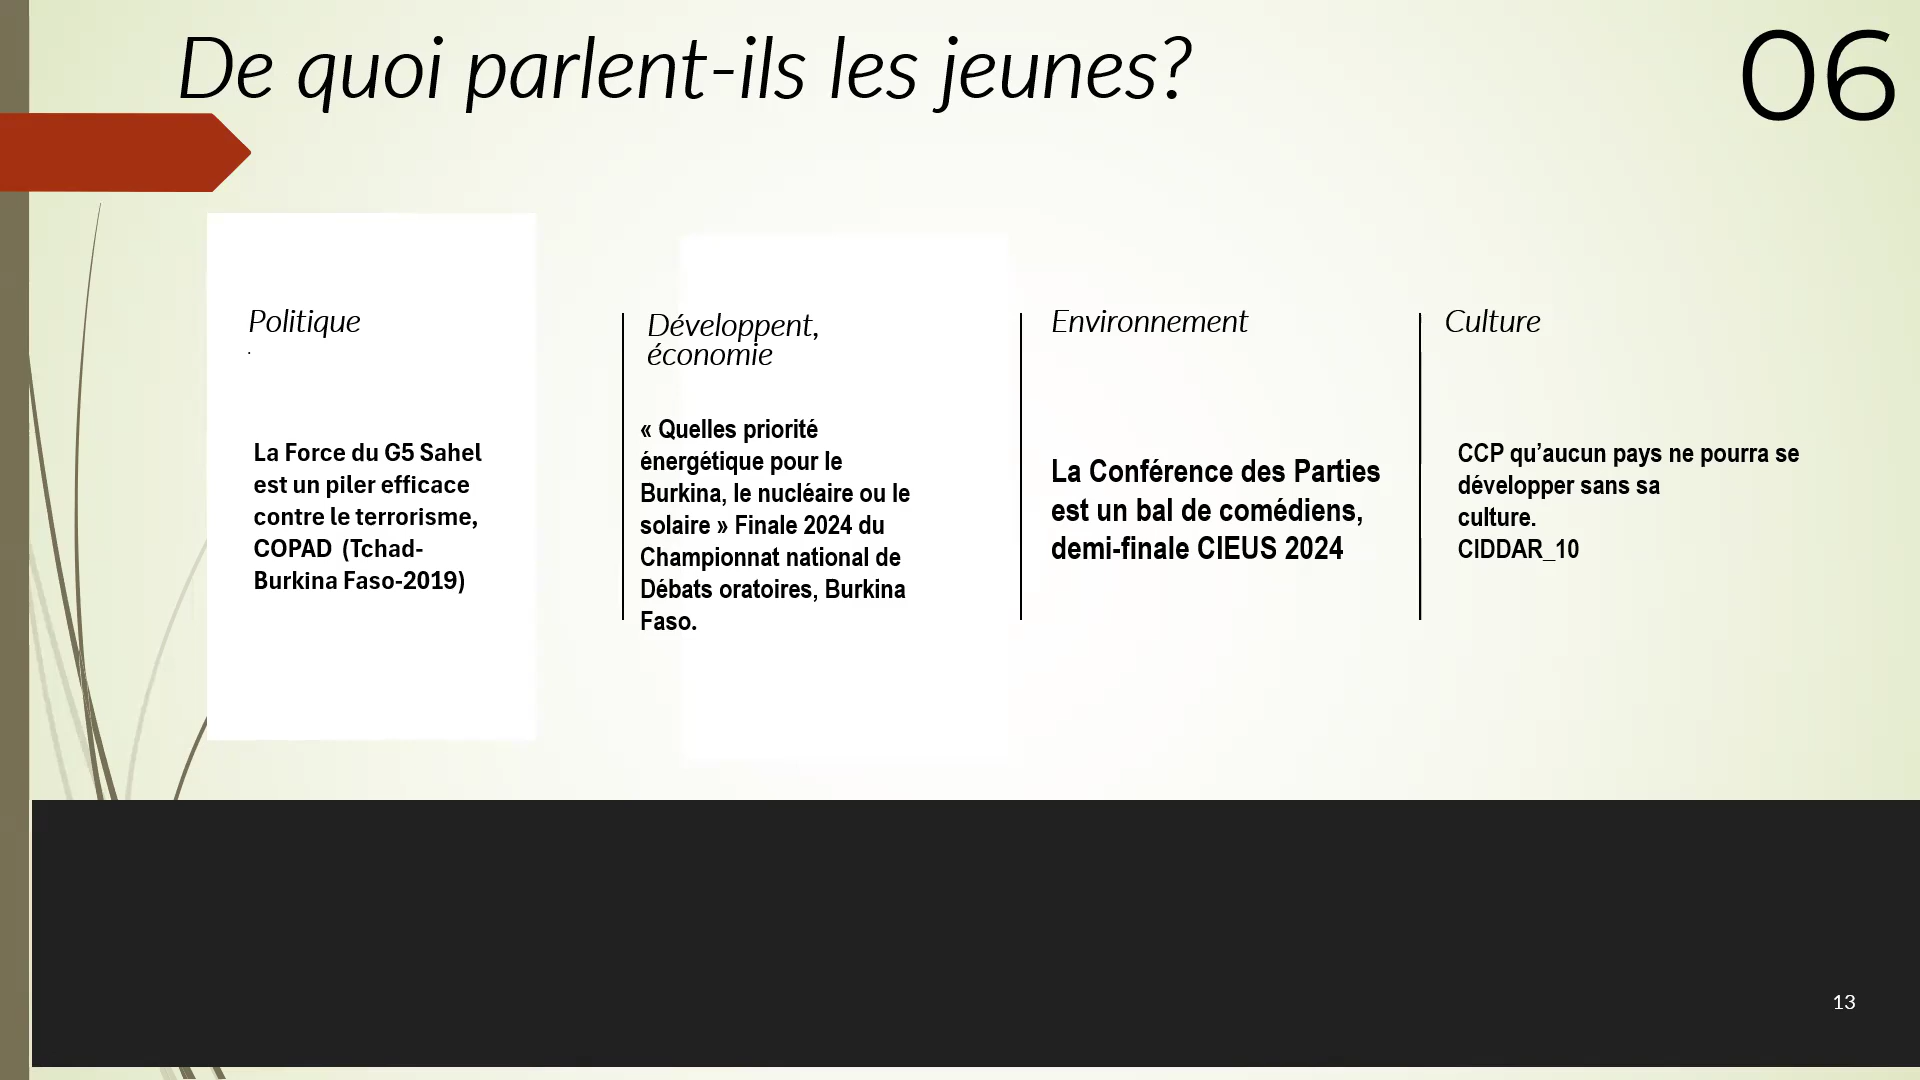 De quoi parlent-ils les jeunes?
06
Politique
.
La Force du G5 Sahel
est un piler efficace
contre le terrorisme,
COPAD (Tchad-
Burkina Faso-2019)
Développent,
économie
« Quelles priorité
énergétique pour le
Burkina, le nucléaire ou le
solaire » Finale 2024 du
Championnat national de
Débats oratoires, Burkina
Faso.
Environnement
La Conférence des Parties
est un bal de comédiens,
demi-finale CIEUS 2024
Culture
CCP qu’aucun pays ne pourra se
développer sans sa
culture.
CIDDAR_10
13